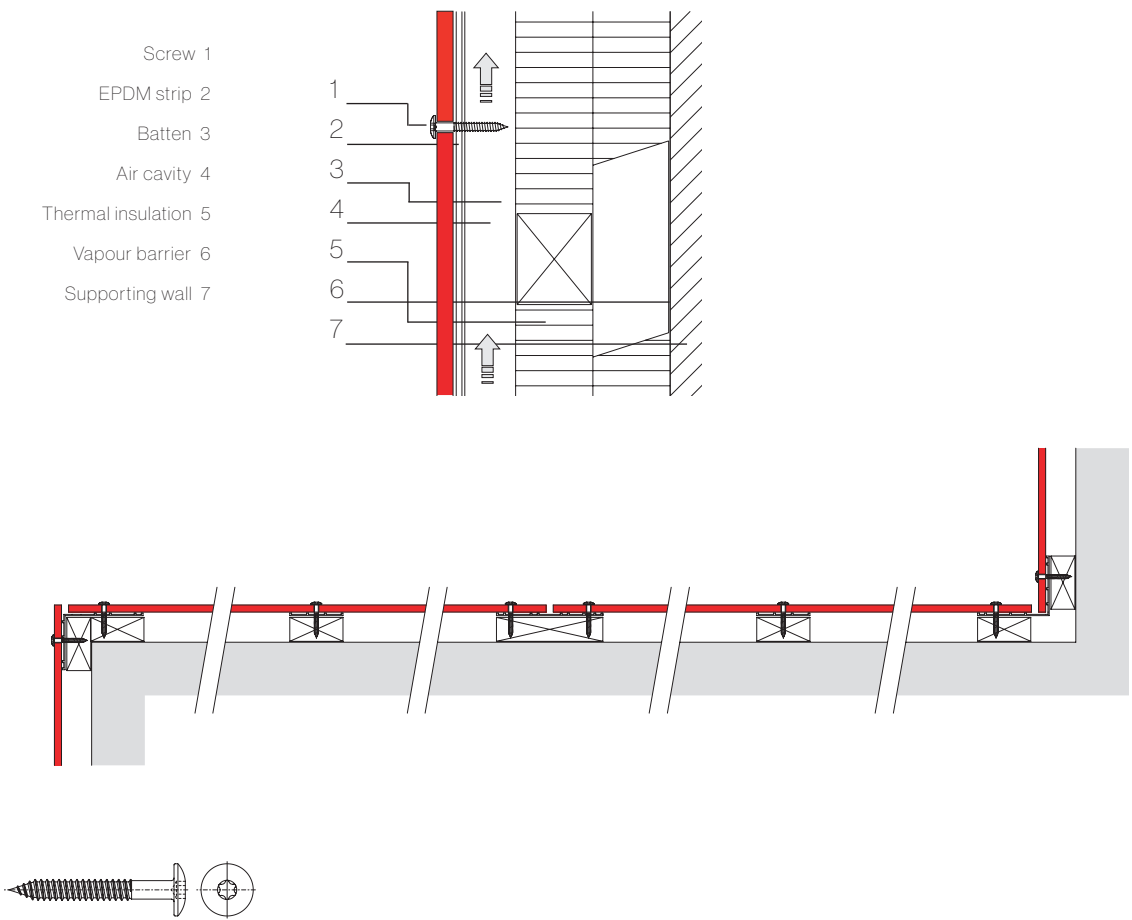 Screw 1
EPDM strip 2
Batten 3
Air cavity 4
Thermal insulation 5
Vapour barrier 6
Supporting wall 7
1
2
3
4
5
6
7